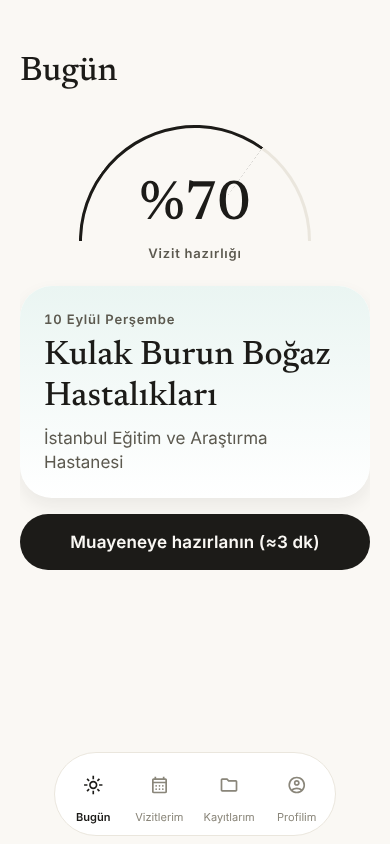 Bugün
%70
Vizit hazırlığı
10 Eylül Perşembe
Kulak Burun Boğaz
Hastalıkları
İstanbul Eğitim ve Araştırma
Hastanesi
Muayeneye hazırlanın (≈3 dk)
Bugün
Vizitlerim
Kayıtlarım
Profilim